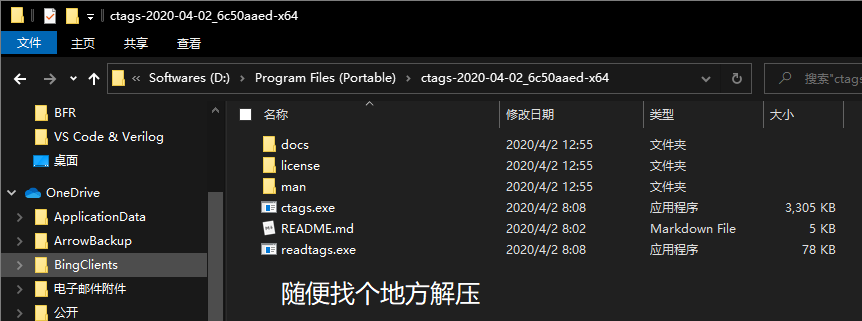 ctags-2020-04-02_6c50aaed-x64
文件 主页 共享 查看
« Softwares (D:) › Program Files (Portable) › ctags-2020-04-02_6c50aaed-x64 搜索"ctag
BFR
VS Code & Verilog
桌面
OneDrive
ApplicationData
ArrowBackup
BingClients
电子邮件附件
公开
名称 修改日期 类型 大小
docs 2020/4/2 12:55 文件夹
license 2020/4/2 12:55 文件夹
man 2020/4/2 12:55 文件夹
ctags.exe 2020/4/2 8:08 应用程序 3,305 KB
README.md 2020/4/2 8:02 Markdown File 5 KB
readtags.exe 2020/4/2 8:08 应用程序 78 KB
随便找个地方解压